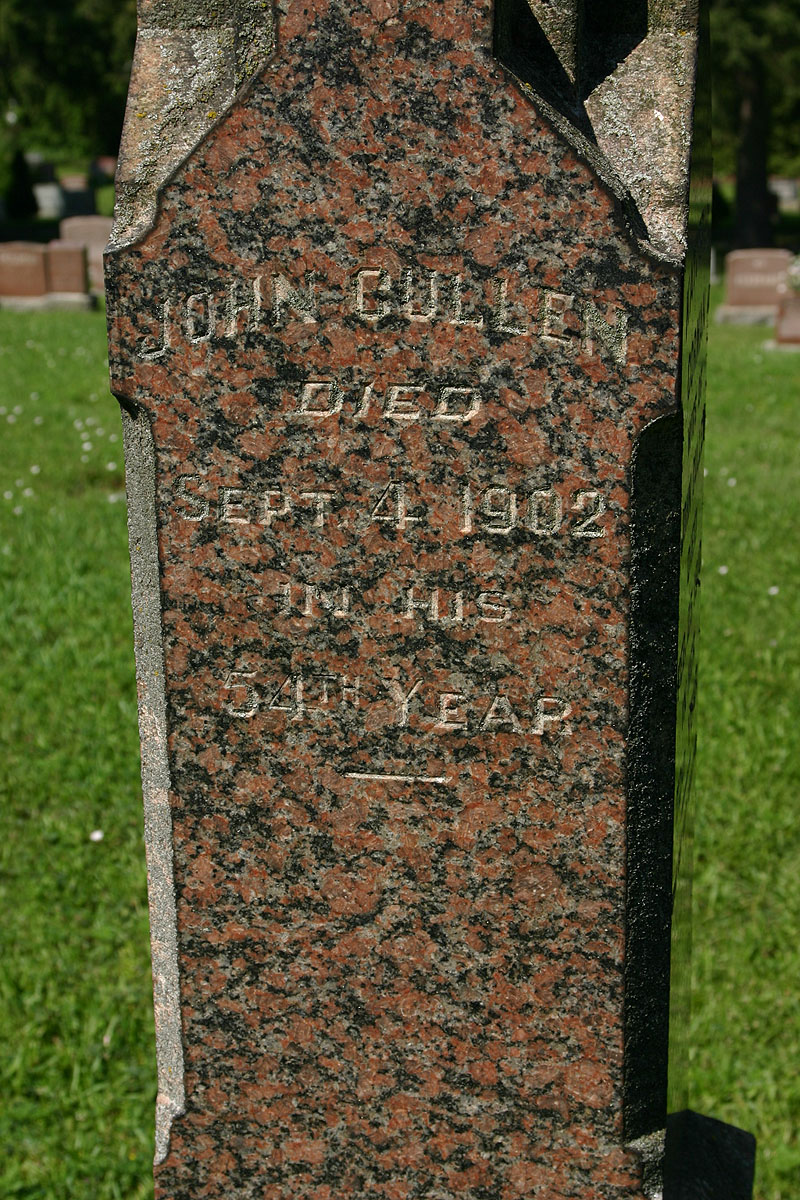 JOHN CULLEN
DIED
SEPT. 4 1902
IN HIS
54TH YEAR.